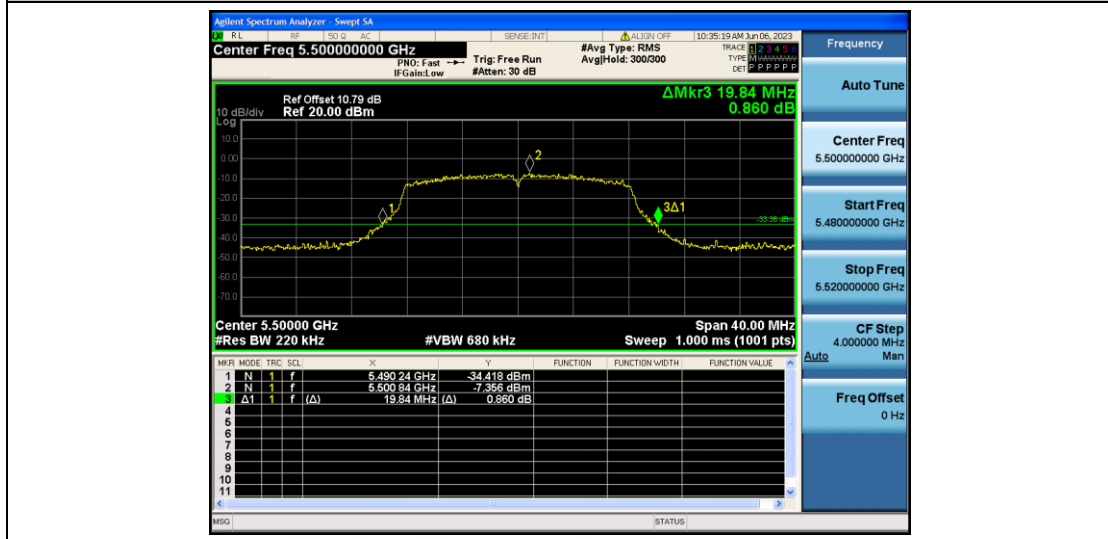 Agilent Spectrum Analyzer - Swept SA
RL RF 50 Ω AC SENSE:INT ALIGN OFF 10:35:19 AM Jun 06, 2023
Center Freq 5.500000000 GHz #Avg Type: RMS TRACE 1 2 3 4 5 6
PNO: Fast Trig: Free Run Avg|Hold: 300/300 TYPE M
IFGain:Low #Atten: 30 dB DET P P P P P P
ΔMkr3 19.84 MHz
0.860 dB
Ref Offset 10.79 dB
10 dB/div Ref 20.00 dBm
Log
10.0
0.00
-10.0
-20.0
-30.0
-40.0
-50.0
-60.0
-70.0
1
2
3Δ1
Center 5.50000 GHz Span 40.00 MHz
#Res BW 220 kHz #VBW 680 kHz Sweep 1.000 ms (1001 pts)
MKR MODE TRC SCL X Y FUNCTION FUNCTION WIDTH FUNCTION VALUE
1 N 1 f 5.490 24 GHz -34.418 dBm
2 N 1 f 5.500 84 GHz -7.356 dBm
3 Δ1 1 f (Δ) 19.84 MHz (Δ) 0.860 dB
4
5
6
7
8
9
10
11
MSG STATUS
Frequency
Auto Tune
Center Freq
5.500000000 GHz
Start Freq
5.480000000 GHz
Stop Freq
5.520000000 GHz
CF Step
4.000000 MHz
Auto Man
Freq Offset
0 Hz